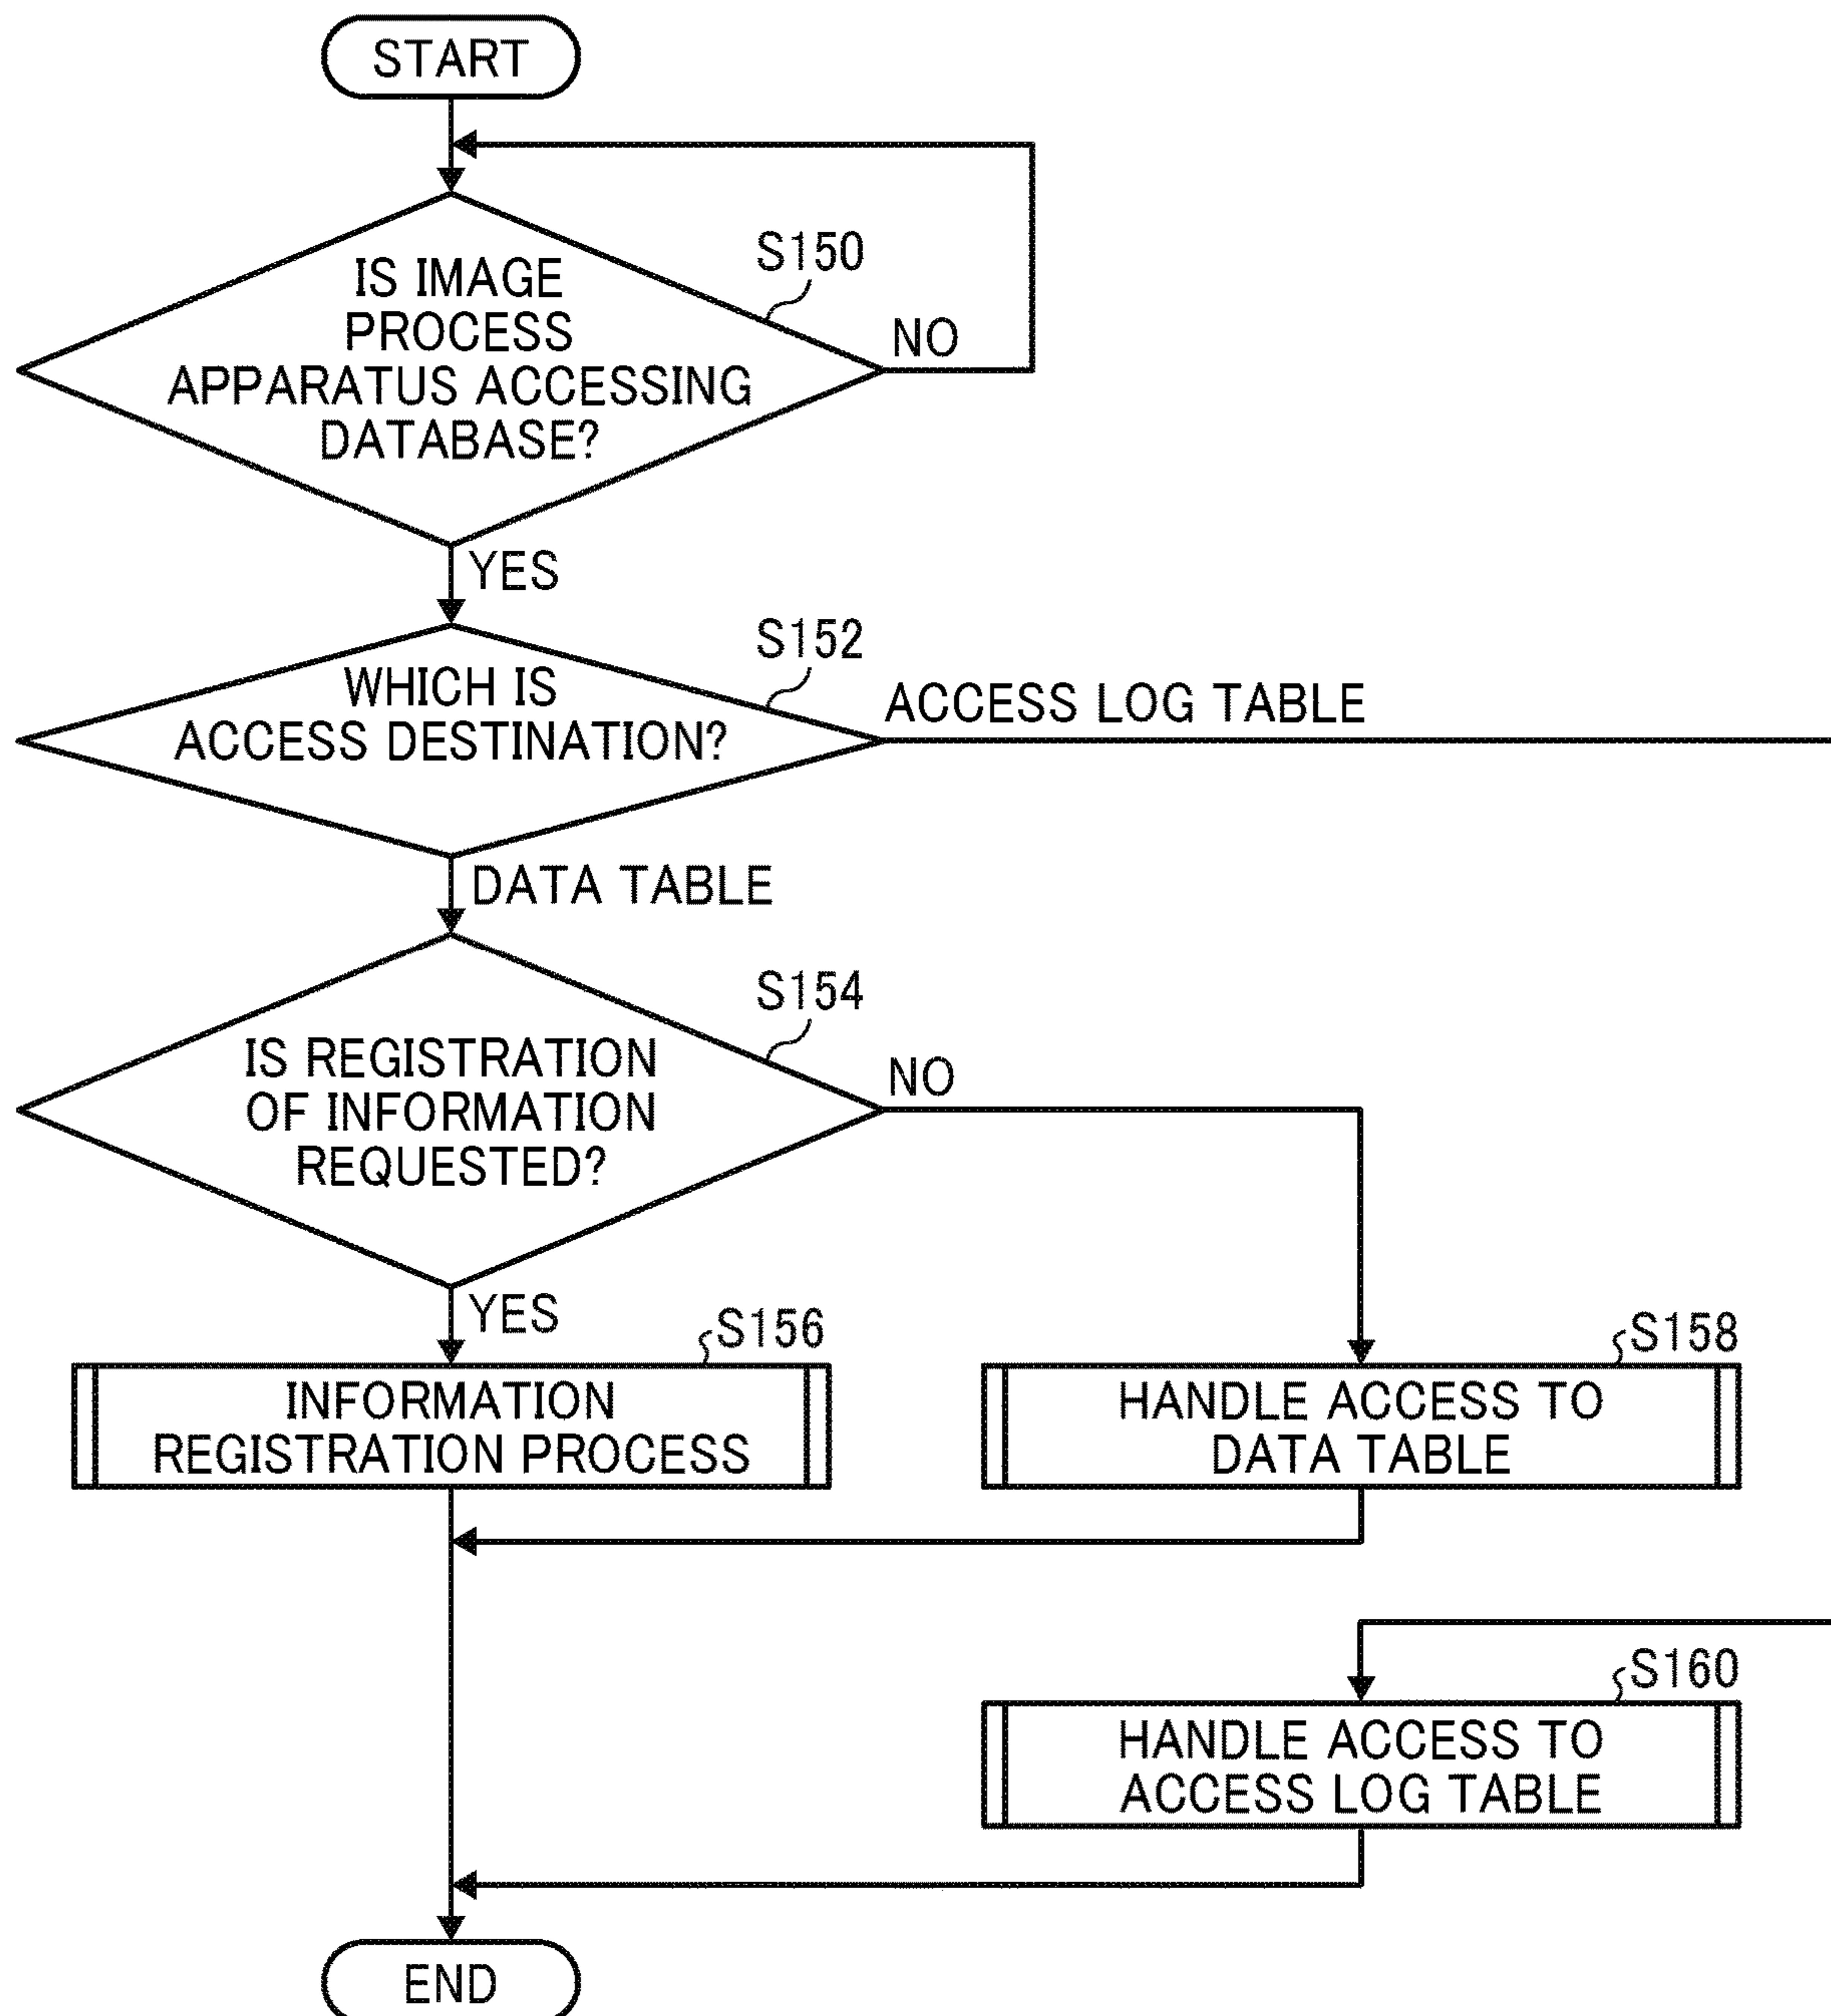 START
S150
IS IMAGE
PROCESS
APPARATUS ACCESSING
DATABASE?
NO
YES
S152
WHICH IS
ACCESS DESTINATION?
ACCESS LOG TABLE
DATA TABLE
S154
IS REGISTRATION
OF INFORMATION
REQUESTED?
NO
YES
S156
INFORMATION
REGISTRATION PROCESS
S158
HANDLE ACCESS TO
DATA TABLE
S160
HANDLE ACCESS TO
ACCESS LOG TABLE
END